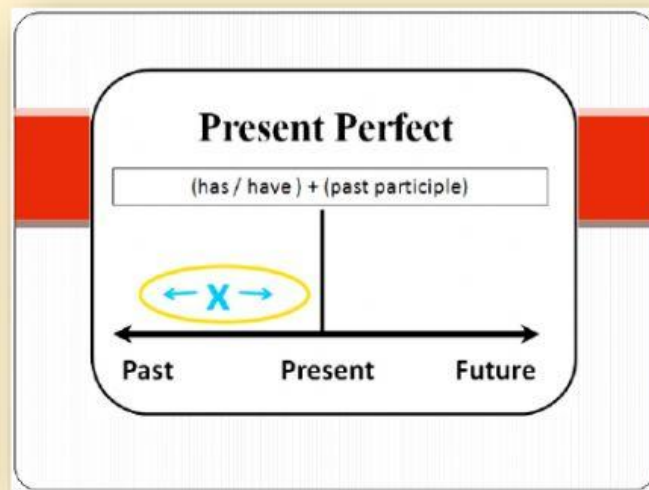 Present Perfect
(has / have ) + (past participle)
X
Past Present Future